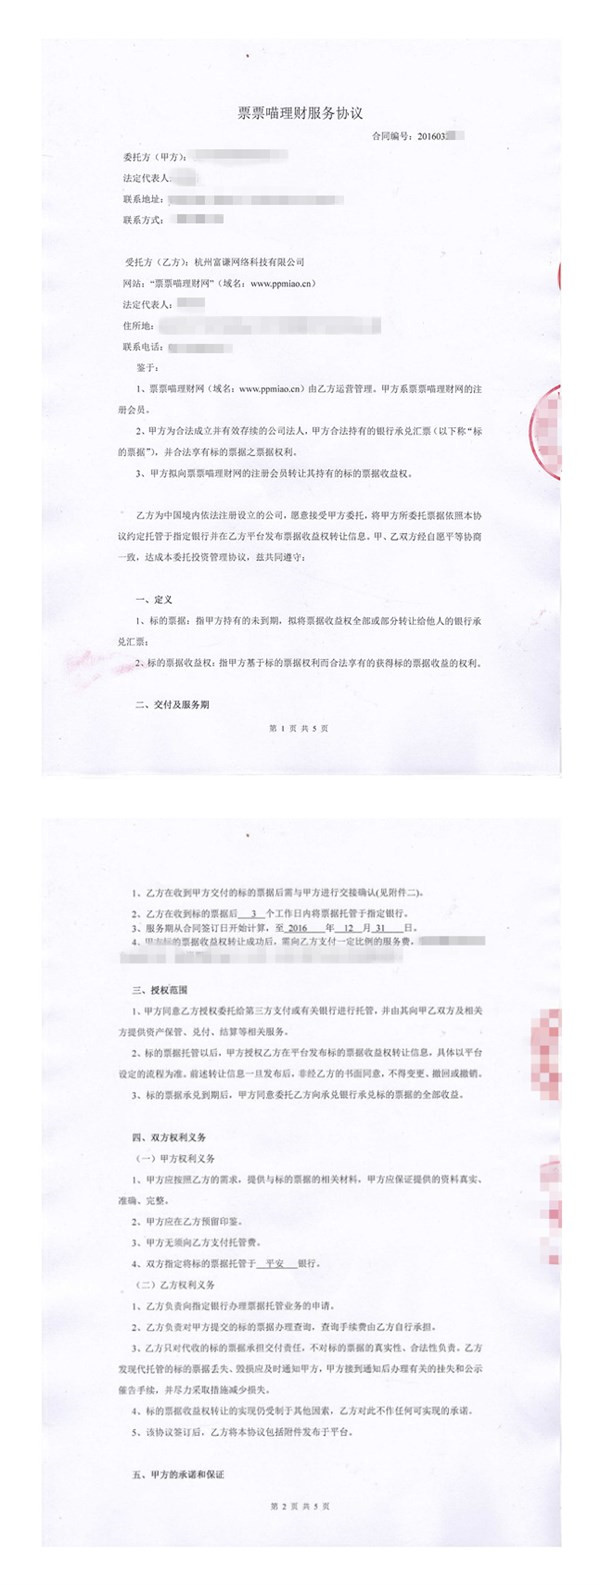 票票喵理财服务协议
合同编号：201603
委托方（甲方）：
法定代表人
联系地址：
联系方式：
受托方（乙方）：杭州富谦网络科技有限公司
网站：“票票喵理财网”（域名：www.ppmiao.cn）
法定代表人：
住所地：
联系电话：
鉴于：
1、票票喵理财网（域名：www.ppmiao.cn）由乙方运营管理。甲方系票票喵理财网的注
册会员。
2、甲方为合法成立并有效存续的公司法人，甲方合法持有的银行承兑汇票（以下称“标
的票据”），并合法享有标的票据之票据权利。
3、甲方拟向票票喵理财网的注册会员转让其持有的标的票据收益权。
乙方为中国境内依法注册设立的公司，愿意接受甲方委托，将甲方所委托票据依照本协
议约定托管于指定银行并在乙方平台发布票据收益权转让信息。甲、乙双方经自愿平等协商
一致，达成本委托投资管理协议，兹共同遵守：
一、定义
1、标的票据：指甲方持有的未到期，拟将票据收益权全部或部分转让给他人的银行承
兑汇票；
2、标的票据收益权：指甲方基于标的票据权利而合法享有的获得标的票据收益的权利。
二、交付及服务期
第 1 页 共 5 页
1、乙方在收到甲方交付的标的票据后需与甲方进行交接确认(见附件二)。
2、乙方在收到标的票据后 3 个工作日内将票据托管于指定银行。
3、服务期从合同签订日开始计算，至 2016 年 12 月 31 日。
4、甲方标的票据收益权转让成功后，需向乙方支付一定比例的服务费，
三、授权范围
1、甲方同意乙方授权委托给第三方支付或有关银行进行托管，并由其向甲乙双方及相关
方提供资产保管、兑付、结算等相关服务。
2、标的票据托管以后，甲方授权乙方在平台发布标的票据收益权转让信息，具体以平台
设定的流程为准。前述转让信息一旦发布后，非经乙方的书面同意，不得变更、撤回或撤销。
3、标的票据承兑到期后，甲方同意委托乙方向承兑银行承兑标的票据的全部收益。
四、双方权利义务
（一）甲方权利义务
1、甲方应按照乙方的需求，提供与标的票据的相关材料，甲方应保证提供的资料真实、
准确、完整。
2、甲方应在乙方预留印鉴。
3、甲方无须向乙方支付托管费。
4、双方指定将标的票据托管于 平安 银行。
（二）乙方权利义务
1、乙方负责向指定银行办理票据托管业务的申请。
2、乙方负责对甲方提交的标的票据办理查询，查询手续费由乙方自行承担。
3、乙方只对代收的标的票据承担交付责任，不对标的票据的真实性、合法性负责。乙方
发现代托管的标的票据丢失、毁损应及时通知甲方，甲方接到通知后办理有关的挂失和公示
催告手续，并尽力采取措施减少损失。
4、标的票据收益权转让的实现仍受制于其他因素，乙方对此不作任何可实现的承诺。
5、该协议签订后，乙方将本协议包括附件发布于平台。
五、甲方的承诺和保证
第 2 页 共 5 页